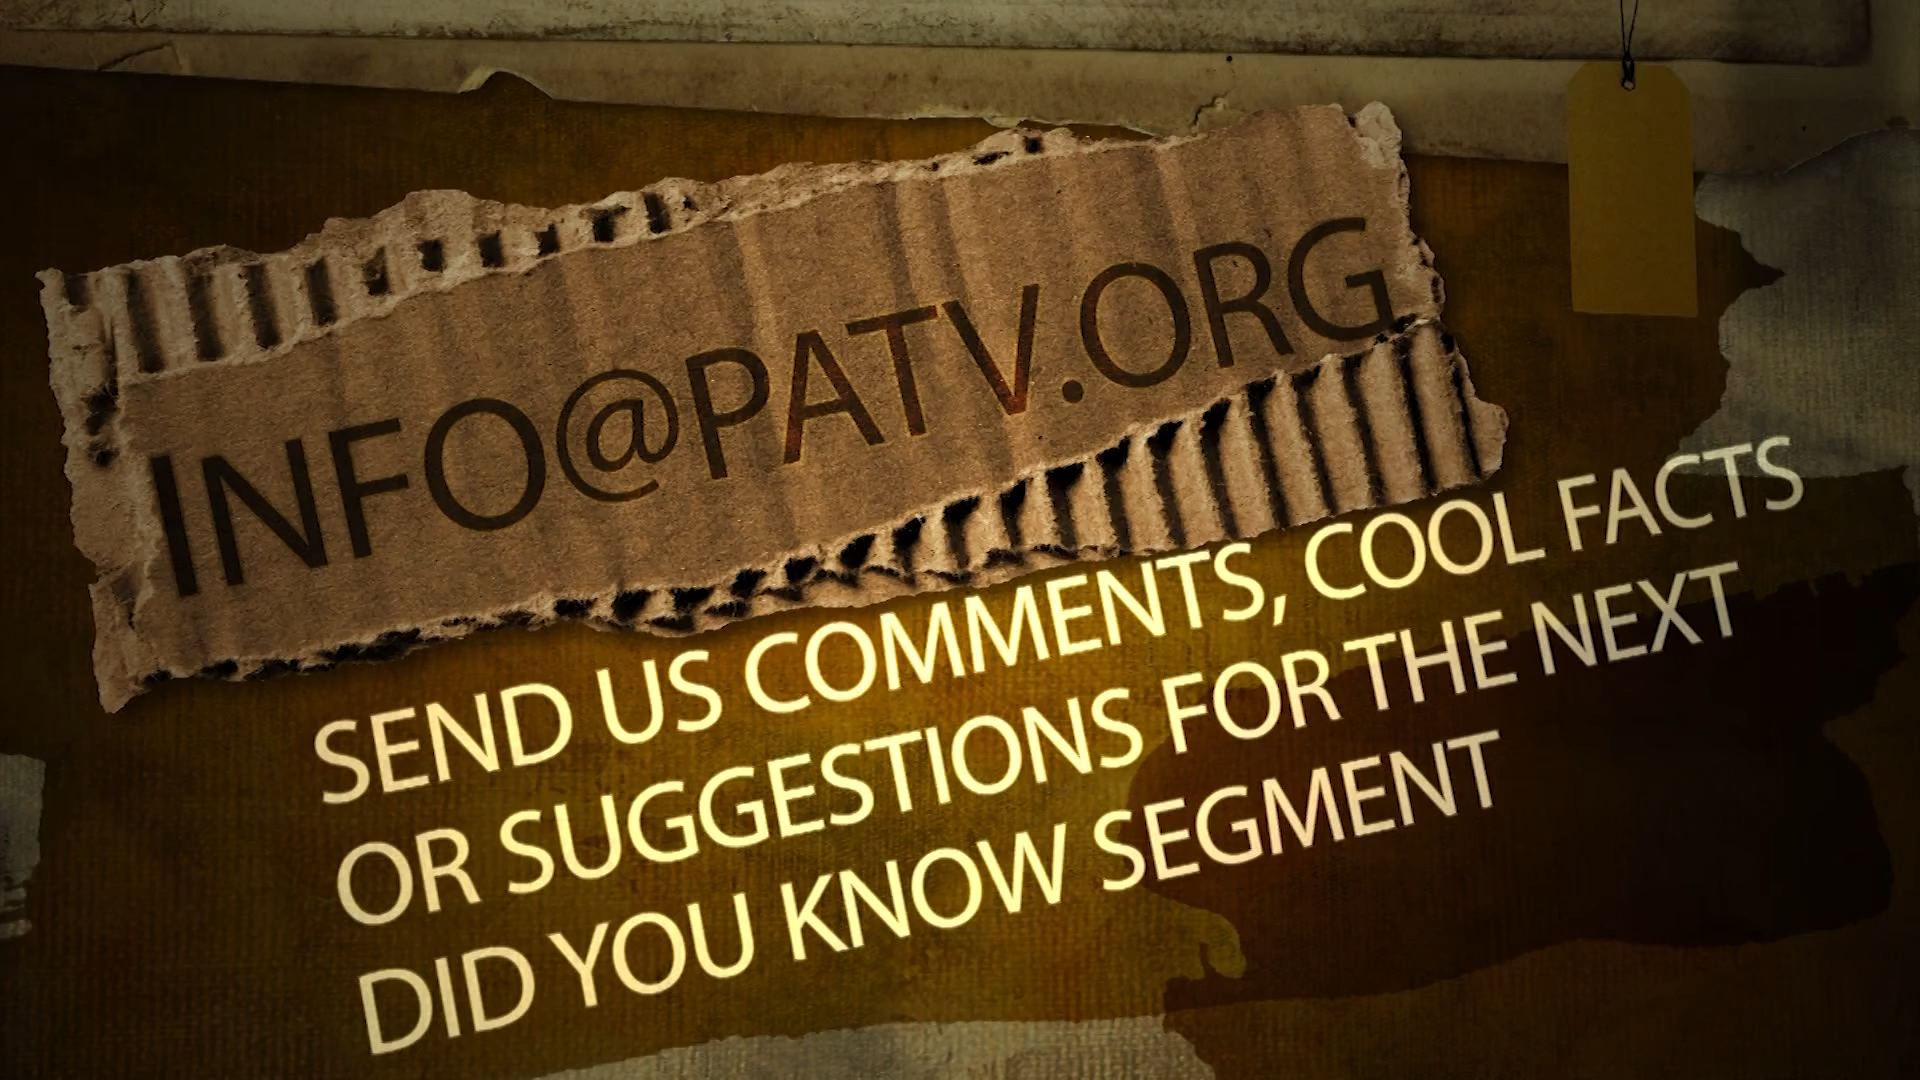 INFO@PATV.ORG
SEND US COMMENTS, COOL FACTS
OR SUGGESTIONS FOR THE NEXT
DID YOU KNOW SEGMENT